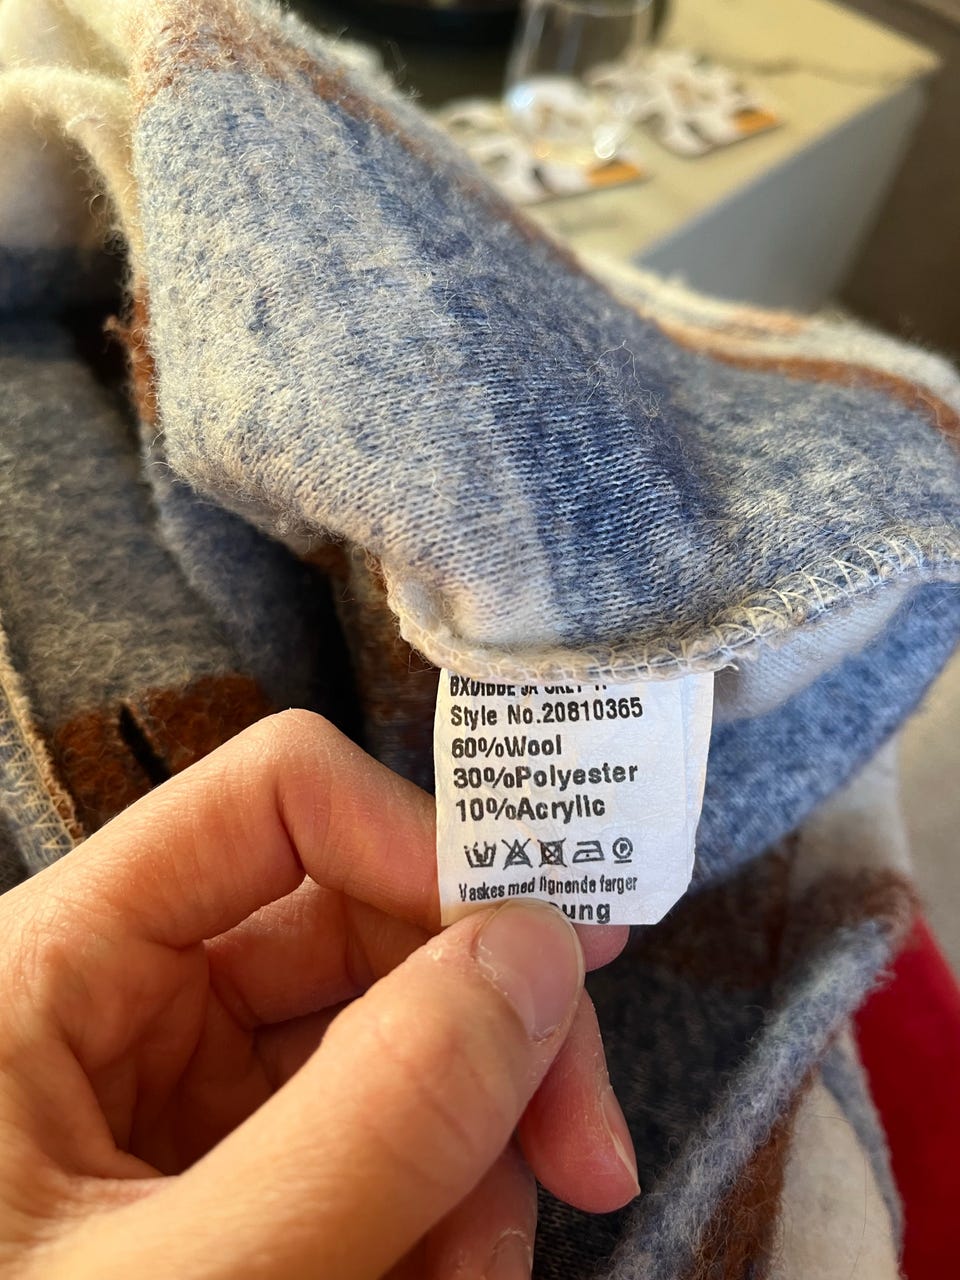 Style No.20810365
60%Wool
30%Polyester
10%Acrylic
Vaskes med lignende farger